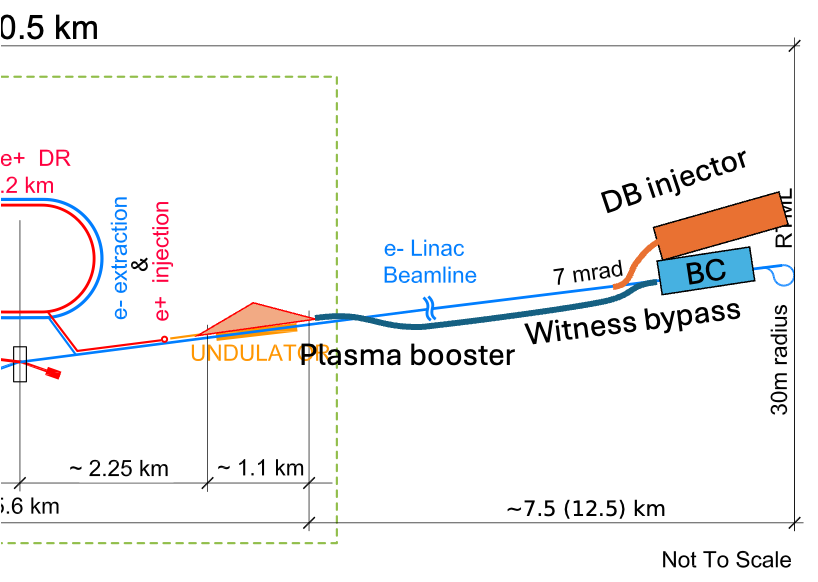 0.5 km
e+ DR
.2 km
e- extraction
&
e+ injection
e- Linac
Beamline
DB injector
7 mrad
BC
Witness bypass
UNDULATOR
Plasma booster
30m radius
~ 2.25 km
~ 1.1 km
5.6 km
~7.5 (12.5) km
Not To Scale